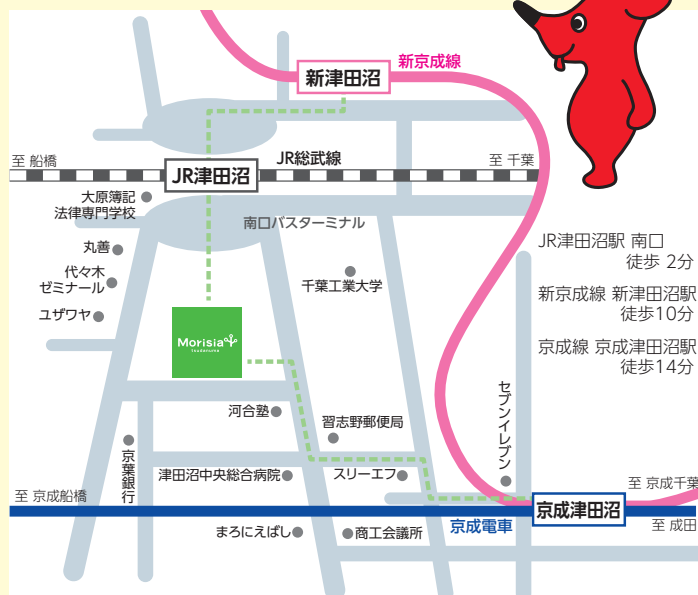 新津田沼
新京成線
至 船橋
JR津田沼
JR総武線
至 千葉
大原簿記
法律専門学校
南口バスターミナル
丸善
代々木
ゼミナール
ユザワヤ
千葉工業大学
JR津田沼駅 南口
徒歩 2分
新京成線 新津田沼駅
徒歩10分
京成線 京成津田沼駅
徒歩14分
Morisia
TSUDANUMA
河合塾
習志野郵便局
セブンイレブン
京葉銀行
津田沼中央総合病院
スリーエフ
至 京成船橋
至 京成千葉
京成津田沼
京成電車
至 成田
まろにえばし
商工会議所